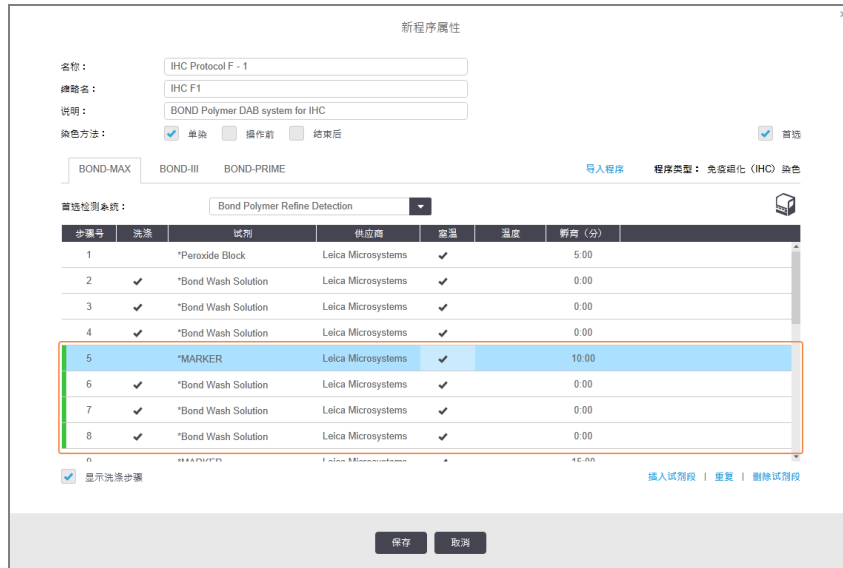 新程序属性
名称： IHC Protocol F - 1
缩略名： IHC F1
说明： BOND Polymer DAB system for IHC
染色方法： 单染 操作前 结束后 首选
BOND-MAX BOND-III BOND-PRIME 导入程序 程序类型： 免疫组化（IHC）染色
首选检测系统： Bond Polymer Refine Detection
步骤号 洗涤 试剂 供应商 室温 温度 孵育（分）
1 *Peroxide Block Leica Microsystems ✓ 5:00
2 ✓ *Bond Wash Solution Leica Microsystems ✓ 0:00
3 ✓ *Bond Wash Solution Leica Microsystems ✓ 0:00
4 ✓ *Bond Wash Solution Leica Microsystems ✓ 0:00
5 *MARKER Leica Microsystems ✓ 10:00
6 ✓ *Bond Wash Solution Leica Microsystems ✓ 0:00
7 ✓ *Bond Wash Solution Leica Microsystems ✓ 0:00
8 ✓ *Bond Wash Solution Leica Microsystems ✓ 0:00
9 *MARKER Leica Microsystems ✓ 15:00
显示洗涤步骤 插入试剂段 | 重复 | 删除试剂段
保存 取消